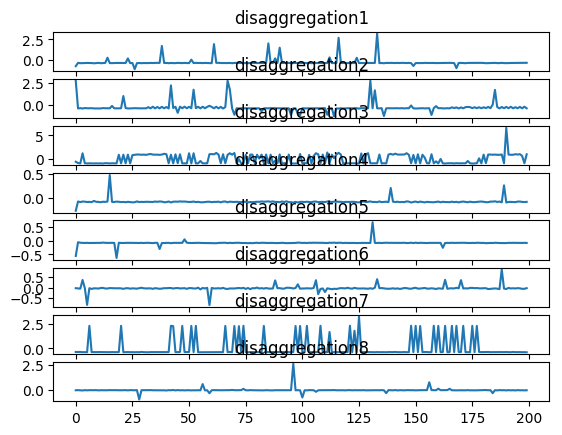 disaggregation1
2.5
0.0
disaggregation2
2.5
0.0
disaggregation3
5
0
disaggregation4
0.5
0.0
disaggregation5
0.5
0.0
−0.5
disaggregation6
0.5
0.0
−0.5
disaggregation7
2.5
0.0
disaggregation8
2.5
0.0
0 25 50 75 100 125 150 175 200